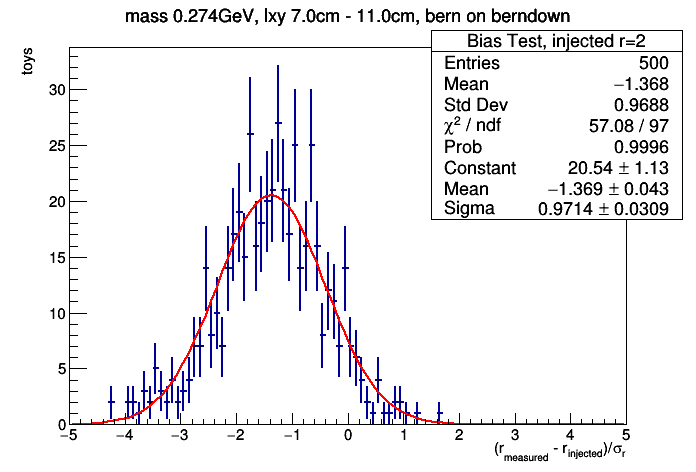 mass 0.274GeV, lxy 7.0cm - 11.0cm, bern on berndown
Bias Test, injected r=2
Entries 500
Mean −1.368
Std Dev 0.9688
χ² / ndf 57.08 / 97
Prob 0.9996
Constant 20.54 ± 1.13
Mean −1.369 ± 0.043
Sigma 0.9714 ± 0.0309
toys
30
25
20
15
10
5
0
−5 −4 −3 −2 −1 0 1 2 3 4 5
(r_measured - r_injected)/σ_r